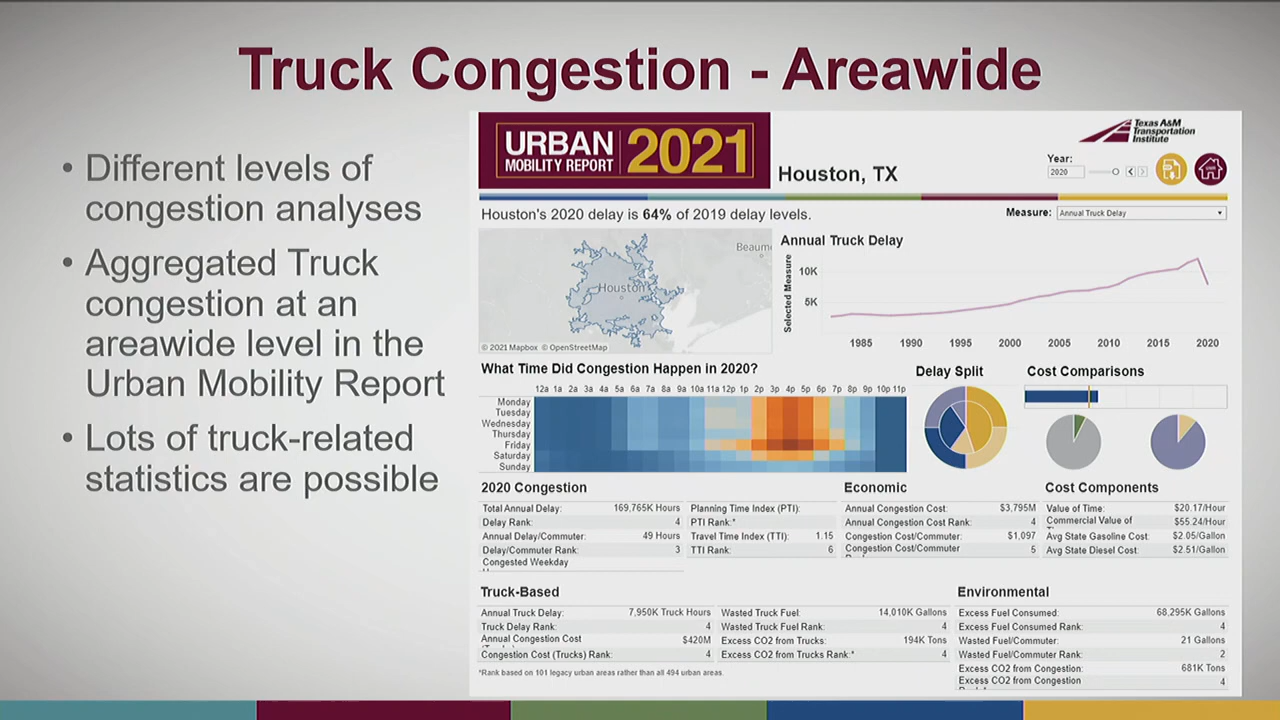 Truck Congestion - Areawide
• Different levels of
congestion analyses
• Aggregated Truck
congestion at an
areawide level in the
Urban Mobility Report
• Lots of truck-related
statistics are possible
URBAN
MOBILITY REPORT
2021
Houston, TX
Texas A&M
Transportation
Institute
Year:
2020
Houston's 2020 delay is 64% of 2019 delay levels.
Measure: Annual Truck Delay
Beaum
Houston
© 2021 Mapbox © OpenStreetMap
Annual Truck Delay
Selected Measure
10K
5K
1985 1990 1995 2000 2005 2010 2015 2020
What Time Did Congestion Happen in 2020?
12a 1a 2a 3a 4a 5a 6a 7a 8a 9a 10a 11a 12p 1p 2p 3p 4p 5p 6p 7p 8p 9p 10p 11p
Monday
Tuesday
Wednesday
Thursday
Friday
Saturday
Sunday
Delay Split
Cost Comparisons
2020 Congestion
Total Annual Delay: 169,765K Hours
Delay Rank: 4
Annual Delay/Commuter: 49 Hours
Delay/Commuter Rank: 3
Congested Weekday
Planning Time Index (PTI):
PTI Rank:*
Travel Time Index (TTI): 1.15
TTI Rank: 6
Economic
Annual Congestion Cost: $3,795M
Annual Congestion Cost Rank: 4
Congestion Cost/Commuter: $1,097
Congestion Cost/Commuter 5
Cost Components
Value of Time: $20.17/Hour
Commercial Value of $55.24/Hour
Avg State Gasoline Cost: $2.05/Gallon
Avg State Diesel Cost: $2.51/Gallon
Truck-Based
Annual Truck Delay: 7,950K Truck Hours
Truck Delay Rank: 4
Annual Congestion Cost $420M
Congestion Cost (Trucks) Rank: 4
Wasted Truck Fuel: 14,010K Gallons
Wasted Truck Fuel Rank: 4
Excess CO2 from Trucks: 194K Tons
Excess CO2 from Trucks Rank:* 4
*Rank based on 101 legacy urban areas rather than all 494 urban areas.
Environmental
Excess Fuel Consumed: 68,295K Gallons
Excess Fuel Consumed Rank: 4
Wasted Fuel/Commuter: 21 Gallons
Wasted Fuel/Commuter Rank: 2
Excess CO2 from Congestion: 681K Tons
Excess CO2 from Congestion 4